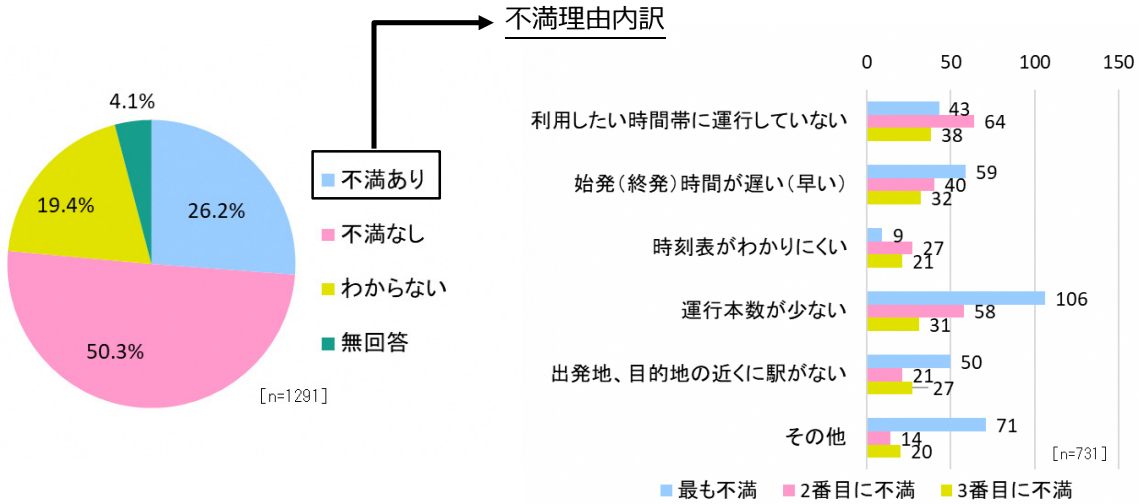 不満理由内訳
4.1%
19.4%
26.2%
50.3%
不満あり
不満なし
わからない
無回答
[n=1291]
0 50 100 150
利用したい時間帯に運行していない
43
64
38
始発（終発）時間が遅い（早い）
59
40
32
時刻表がわかりにくい
9
27
21
運行本数が少ない
106
58
31
出発地、目的地の近くに駅がない
50
21
27
その他
71
14
20
[n=731]
最も不満 2番目に不満 3番目に不満